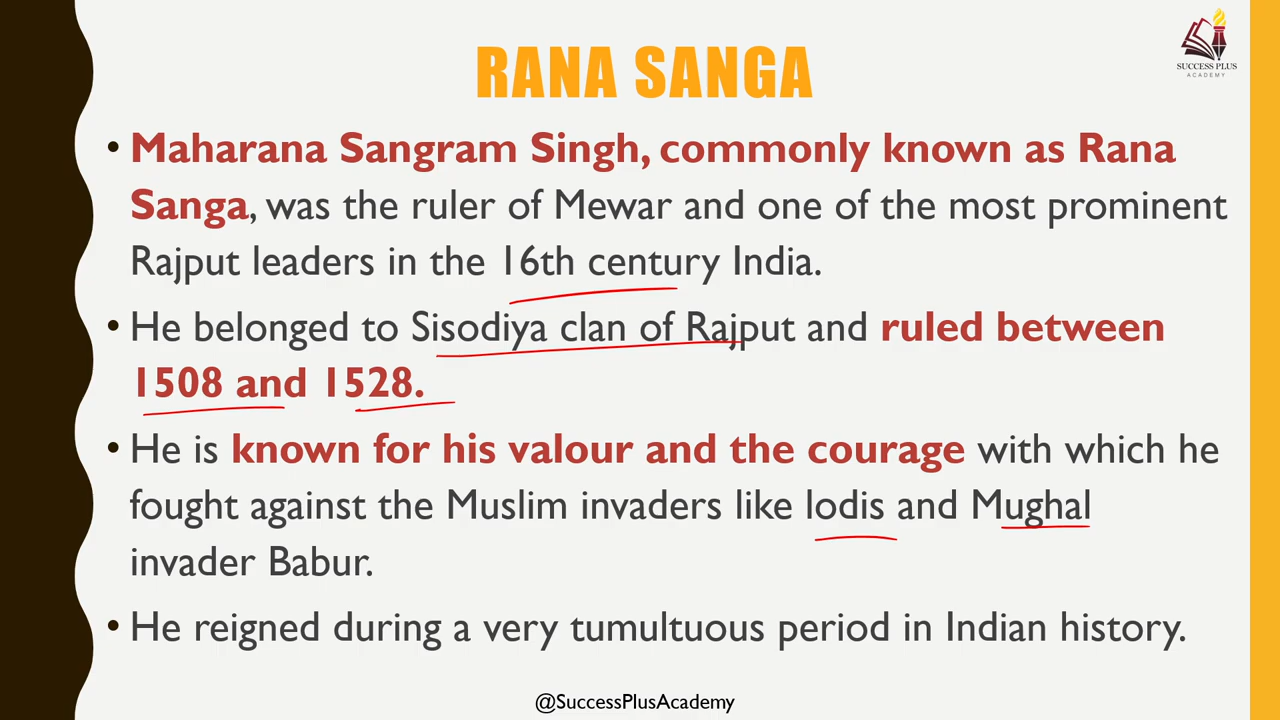 RANA SANGA
SUCCESS PLUS
ACADEMY
• Maharana Sangram Singh, commonly known as Rana
Sanga, was the ruler of Mewar and one of the most prominent
Rajput leaders in the 16th century India.
• He belonged to Sisodiya clan of Rajput and ruled between
1508 and 1528.
• He is known for his valour and the courage with which he
fought against the Muslim invaders like lodis and Mughal
invader Babur.
• He reigned during a very tumultuous period in Indian history.
@SuccessPlusAcademy